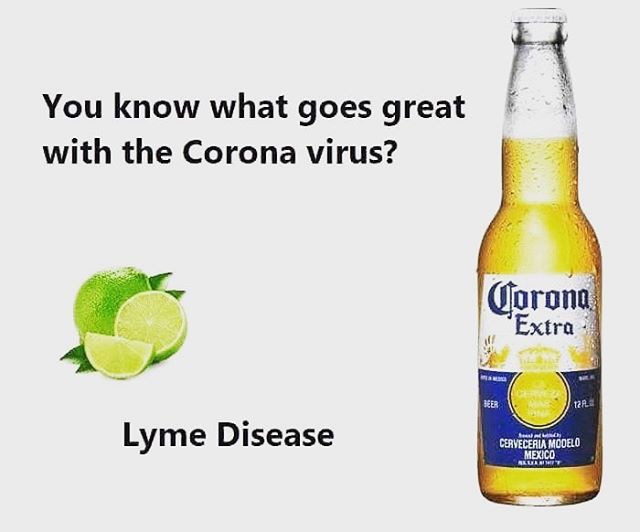 You know what goes great
with the Corona virus?
Corona
Extra
BEER
12 FL.
CERVECERIA MODELO
MEXICO
Lyme Disease